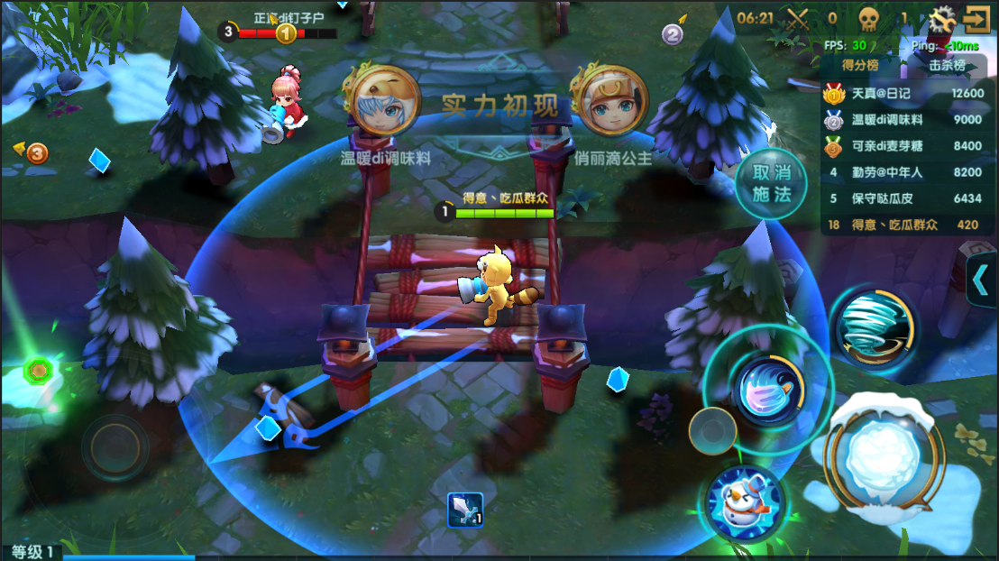 正资di钉子户
3
1
2
06:21
0
1
FPS: 30
Ping: <10ms
得分榜
击杀榜
1 天真@日记 12600
2 温暖di调味料 9000
3 可亲di麦芽糖 8400
4 勤劳@中年人 8200
5 保守哒瓜皮 6434
18 得意、吃瓜群众 420
实力初现
温暖di调味料
俏丽滴公主
3
取消
施法
1
得意、吃瓜群众
1
等级 1